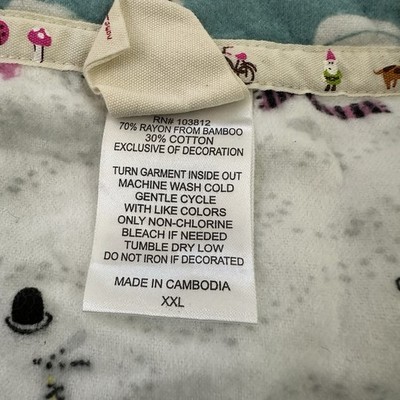 RN# 103812
70% RAYON FROM BAMBOO
30% COTTON
EXCLUSIVE OF DECORATION
TURN GARMENT INSIDE OUT
MACHINE WASH COLD
GENTLE CYCLE
WITH LIKE COLORS
ONLY NON-CHLORINE
BLEACH IF NEEDED
TUMBLE DRY LOW
DO NOT IRON IF DECORATED
MADE IN CAMBODIA
XXL